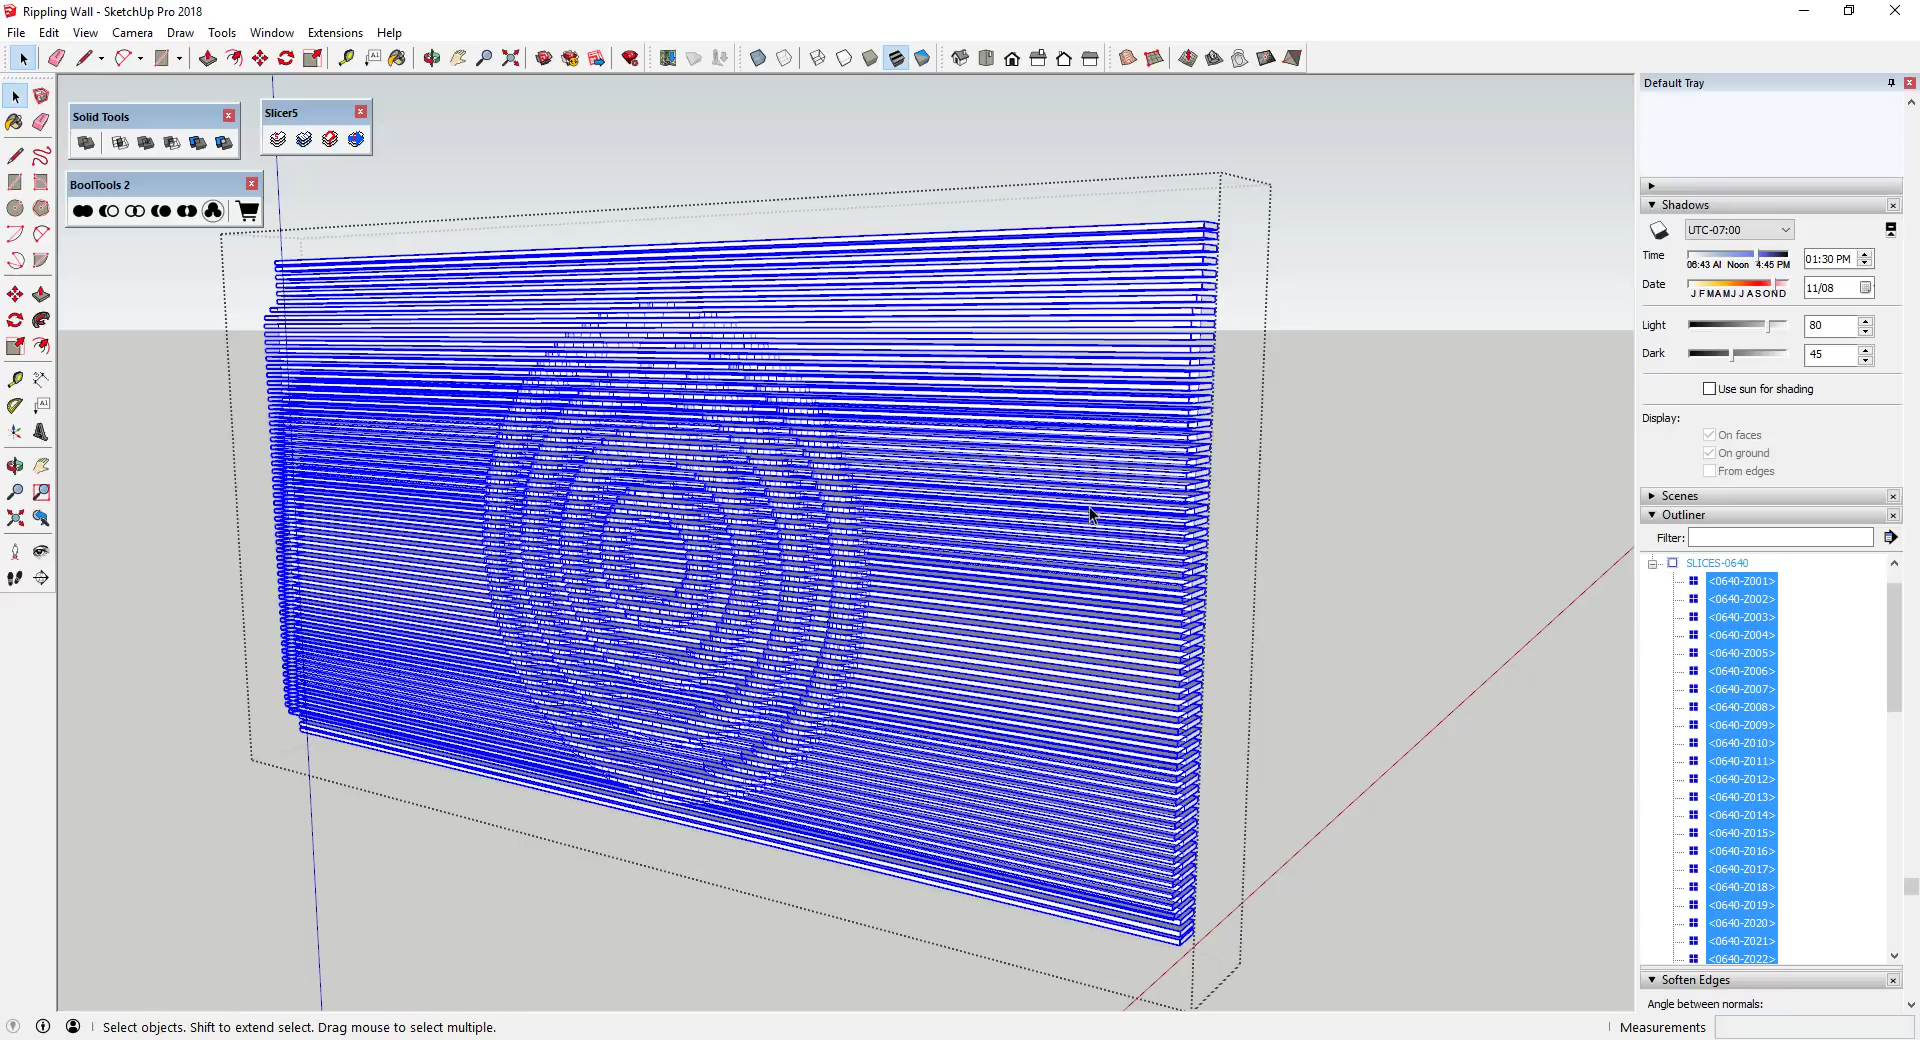 Rippling Wall - SketchUp Pro 2018
File Edit View Camera Draw Tools Window Extensions Help
Default Tray
Solid Tools
Slicer5
BoolTools 2
Shadows
UTC-07:00
Time
06:43 AI Noon 4:45 PM
01:30 PM
Date
J F M A M J J A S O N D
11/08
Light
80
Dark
45
Use sun for shading
Display:
On faces
On ground
From edges
Scenes
Outliner
Filter:
SLICES-0640
<0640-Z001>
<0640-Z002>
<0640-Z003>
<0640-Z004>
<0640-Z005>
<0640-Z006>
<0640-Z007>
<0640-Z008>
<0640-Z009>
<0640-Z010>
<0640-Z011>
<0640-Z012>
<0640-Z013>
<0640-Z014>
<0640-Z015>
<0640-Z016>
<0640-Z017>
<0640-Z018>
<0640-Z019>
<0640-Z020>
<0640-Z021>
<0640-Z022>
Soften Edges
Angle between normals:
Select objects. Shift to extend select. Drag mouse to select multiple.
Measurements